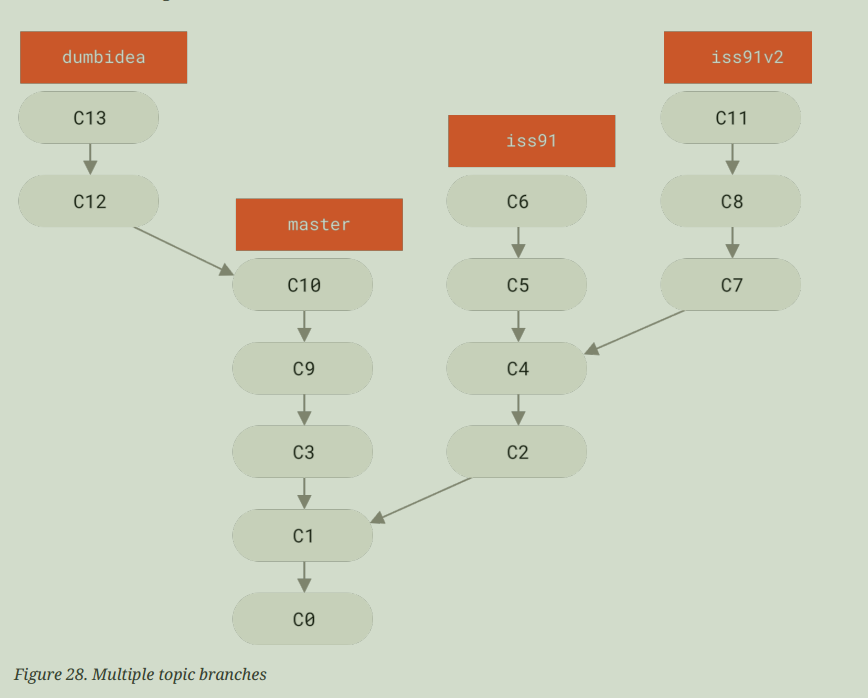 dumbidea
iss91v2
C13
C11
iss91
C12
C6
C8
master
C10
C5
C7
C9
C4
C3
C2
C1
C0
Figure 28. Multiple topic branches